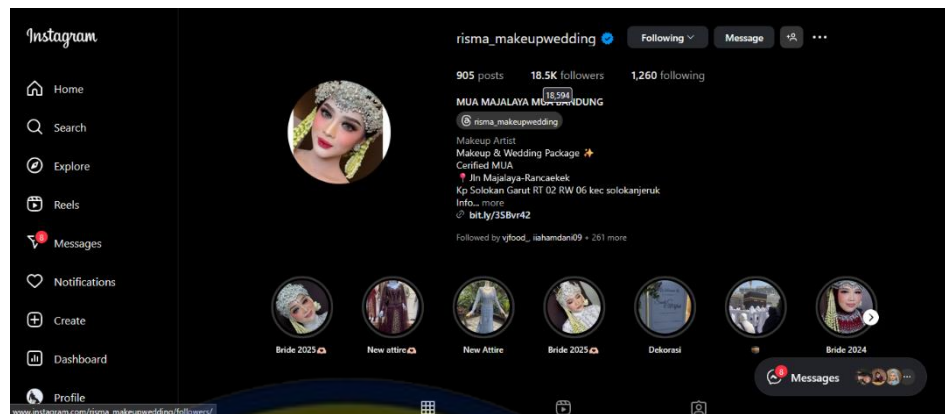 Instagram
Home
Search
Explore
Reels
8
Messages
Notifications
Create
Dashboard
Profile
www.instagram.com/risma_makeupwedding/followers/
risma_makeupwedding Following Message
905 posts 18.5K followers 1,260 following
18,594
MUA MAJALAYA MUA BANDUNG
risma_makeupwedding
Makeup Artist
Makeup & Wedding Package ✨
Cerified MUA
📍 Jln Majalaya-Rancaekek
Kp Solokan Garut RT 02 RW 06 kec solokanjeruk
Info... more
bit.ly/3SBvr42
Followed by vjfood_, iiahamdani09 + 261 more
Bride 2025 New attire New Attire Bride 2025 Dekorasi Bride 2024
8
Messages